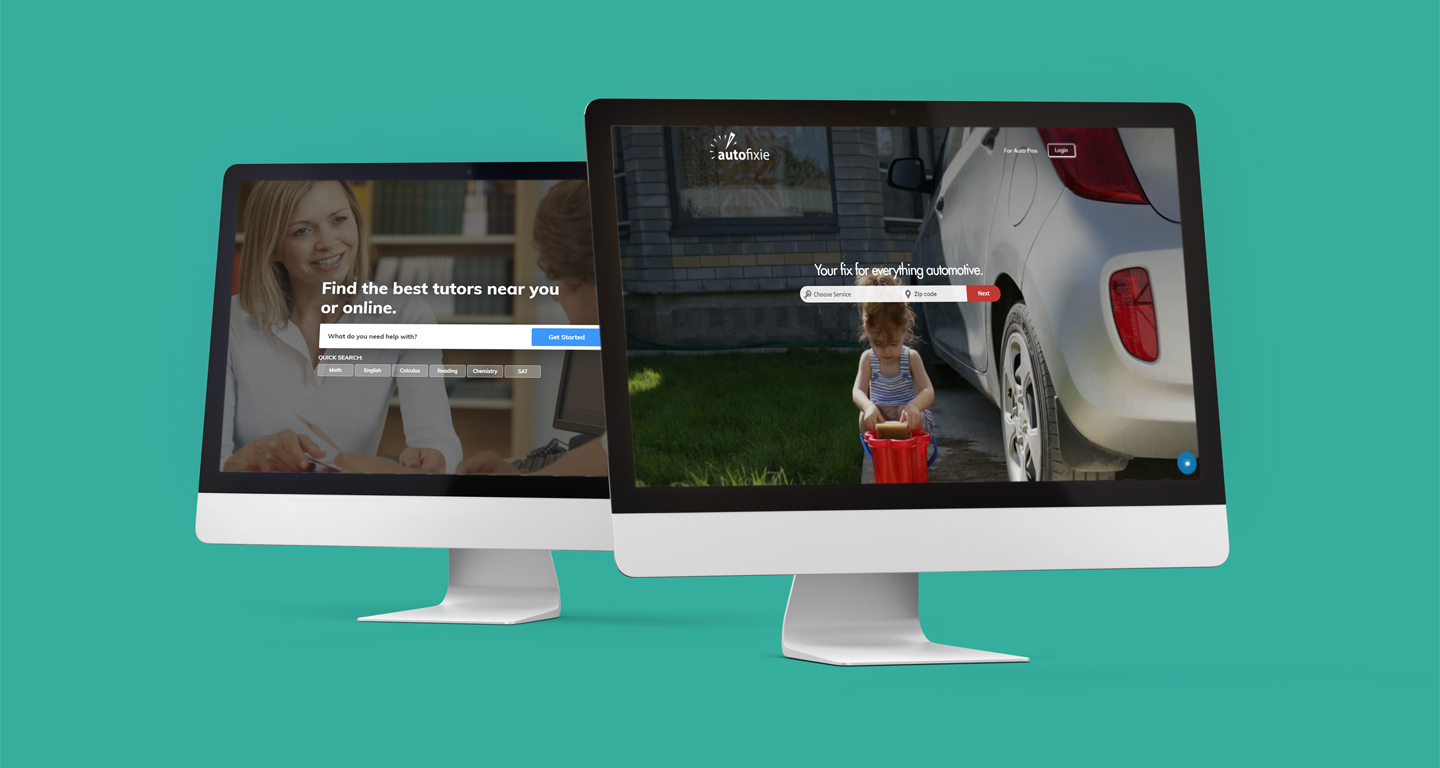 Find the best tutors near you
or online.
What do you need help with?
Get Started
QUICK SEARCH:
Math English Calculus Reading Chemistry SAT
autofixie
For Auto Pros
Login
Your fix for everything automotive.
Choose Service
Zip code
Next